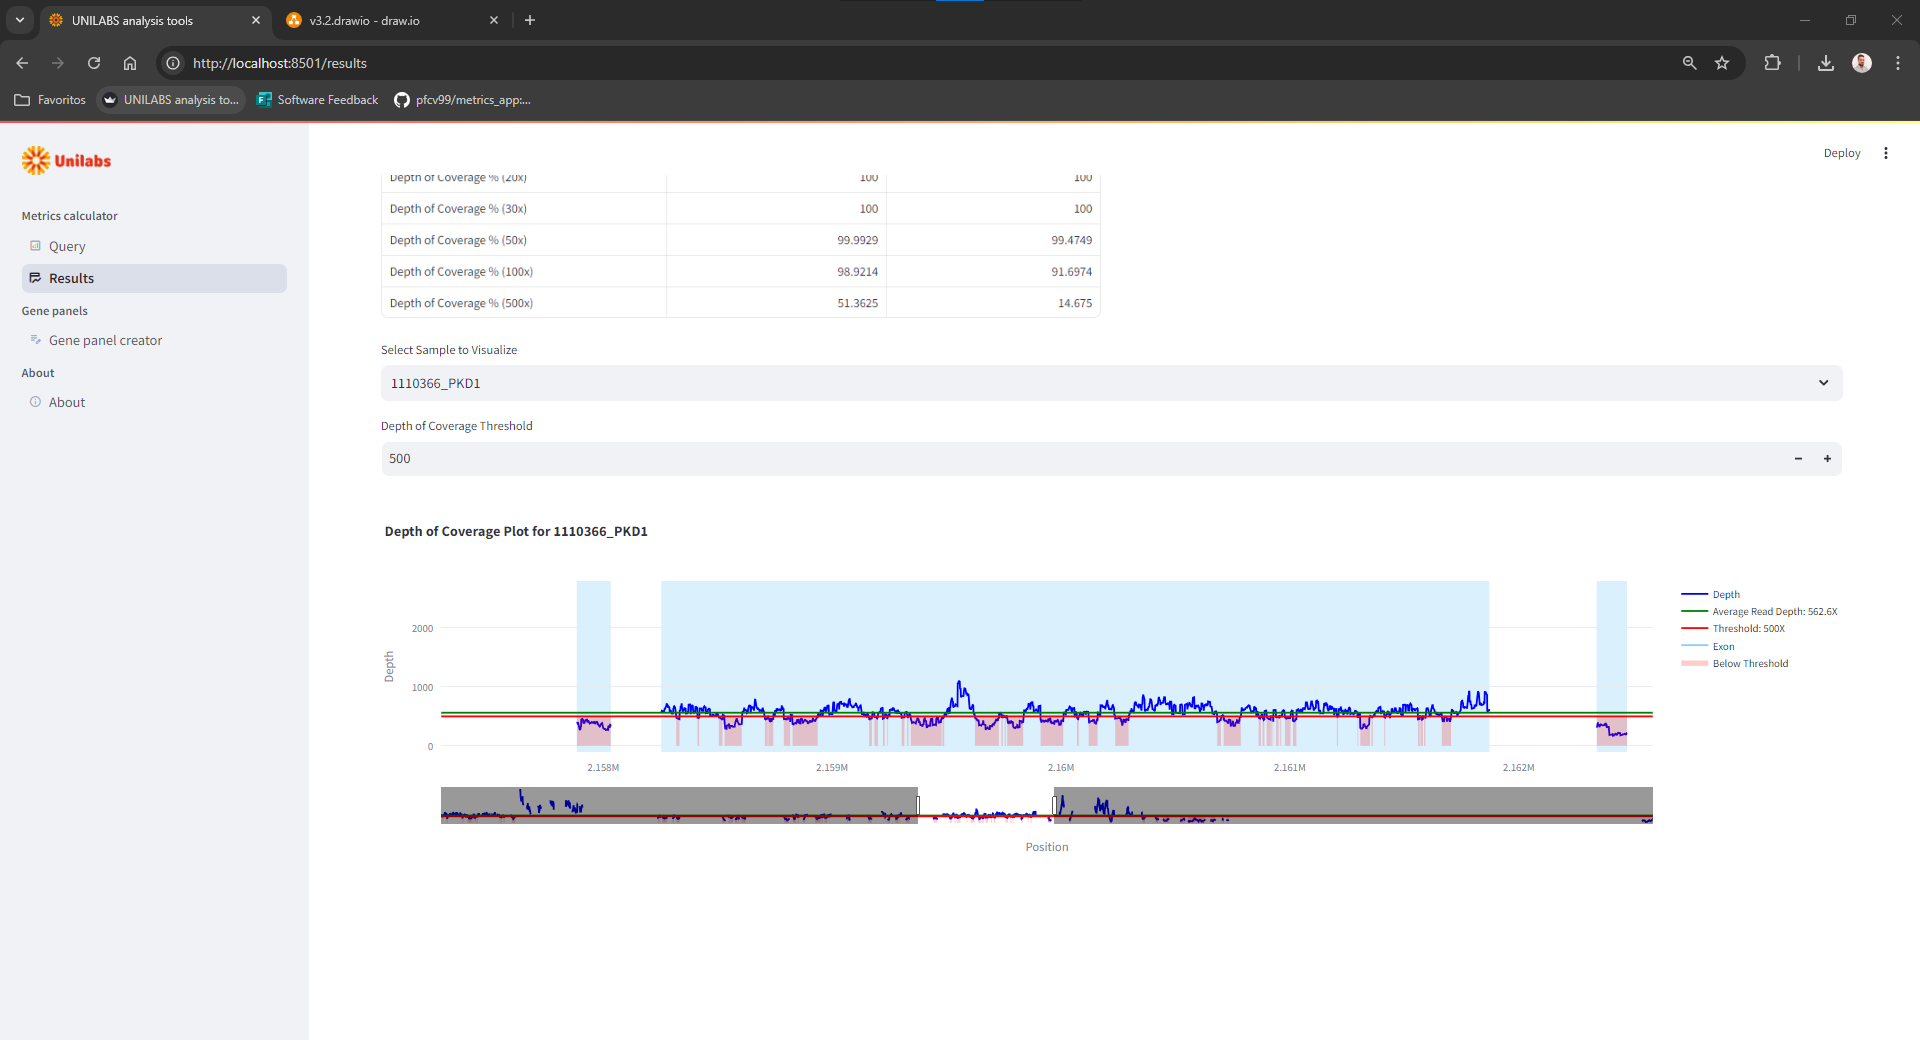 UNILABS analysis tools
v3.2.drawio - draw.io
http://localhost:8501/results
Favoritos
UNILABS analysis to...
Software Feedback
pfcv99/metrics_app:...
Unilabs
Deploy
Metrics calculator
Query
Results
Gene panels
Gene panel creator
About
About
Depth of Coverage % (20x) 100 100
Depth of Coverage % (30x) 100 100
Depth of Coverage % (50x) 99.9929 99.4749
Depth of Coverage % (100x) 98.9214 91.6974
Depth of Coverage % (500x) 51.3625 14.675
Select Sample to Visualize
1110366_PKD1
Depth of Coverage Threshold
500
Depth of Coverage Plot for 1110366_PKD1
Depth
2000
1000
0
2.158M 2.159M 2.16M 2.161M 2.162M
Position
Depth
Average Read Depth: 562.6X
Threshold: 500X
Exon
Below Threshold